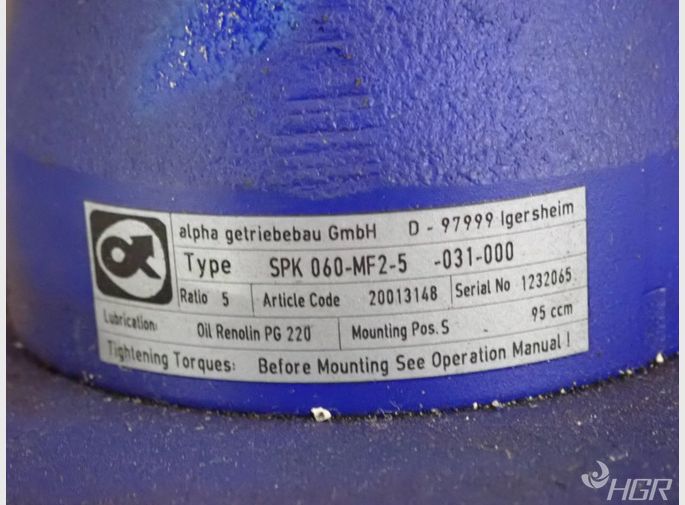 alpha getriebebau GmbH D - 97999 Igersheim
Type SPK 060-MF2-5 -031-000
Ratio 5 Article Code 20013148 Serial No 1232065
Lubrication: Oil Renolin PG 220 Mounting Pos. S 95 ccm
Tightening Torques: Before Mounting See Operation Manual !
HGR